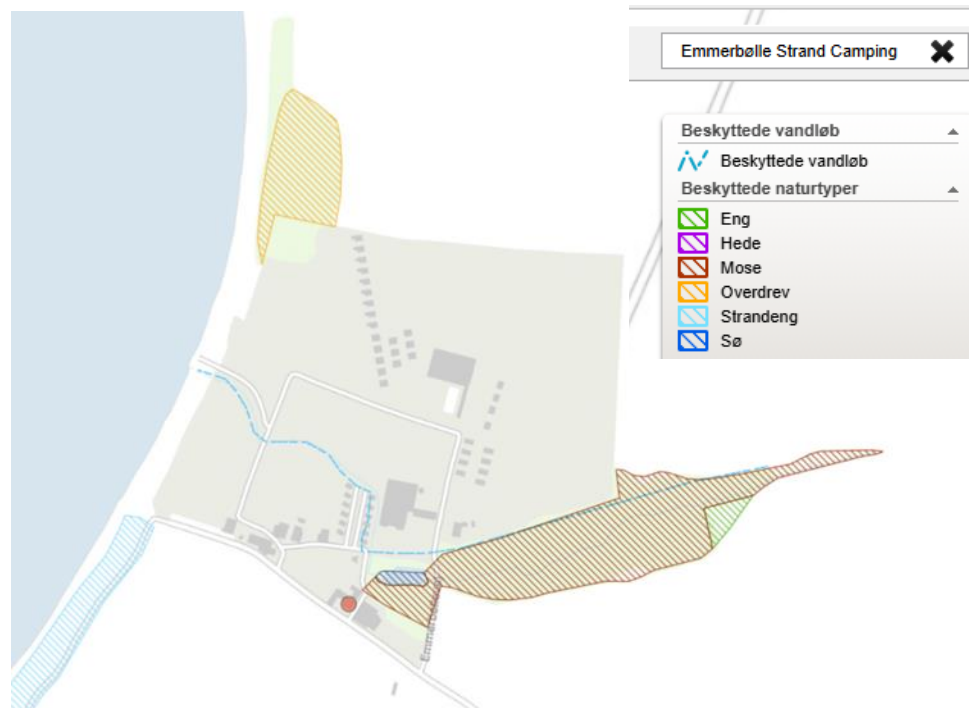 Emmerbølle Strand Camping
Beskyttede vandløb
Beskyttede vandløb
Beskyttede naturtyper
Eng
Hede
Mose
Overdrev
Strandeng
Sø